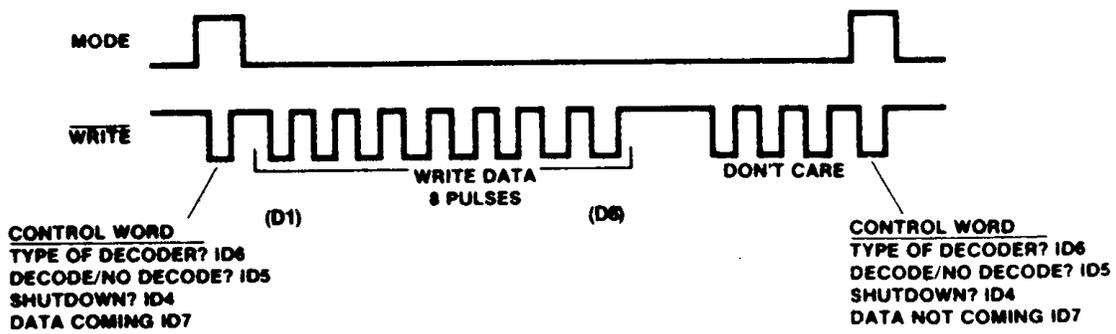 MODE
WRITE
WRITE DATA
8 PULSES
DON'T CARE
(D1)
CONTROL WORD
TYPE OF DECODER? ID6
DECODE/NO DECODE? ID5
SHUTDOWN? ID4
DATA COMING ID7
CONTROL WORD
TYPE OF DECODER? ID6
DECODE/NO DECODE? ID5
SHUTDOWN? ID4
DATA NOT COMING ID7